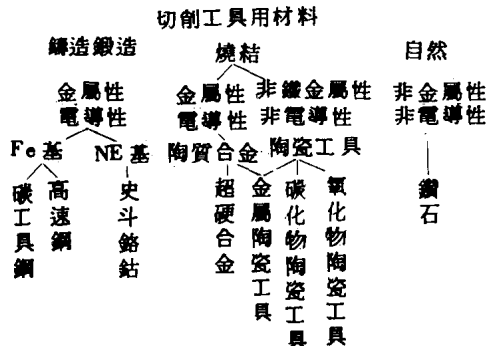 切削工具用材料
鑄造鍛造 燒結 自然
金屬性 金屬性 非鐵金屬性 非金屬性
電導性 電導性 非電導性 非電導性
Fe基 NE基 陶質合金 陶瓷工具
碳工具鋼
高速鋼
史斗鉻鈷
超硬合金
金屬陶瓷工具
碳化物陶瓷工具
氧化物陶瓷工具
鑽石